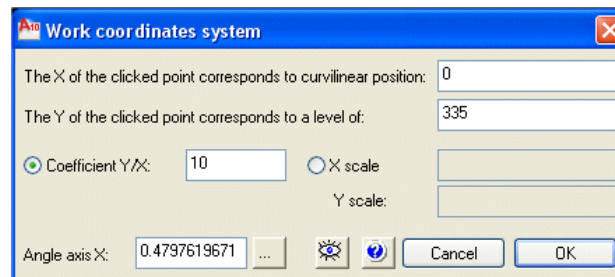 A10 Work coordinates system
The X of the clicked point corresponds to curvilinear position: 0
The Y of the clicked point corresponds to a level of: 335
Coefficient Y/X: 10 X scale
Y scale:
Angle axis X: 0.4797619671 ... Cancel OK